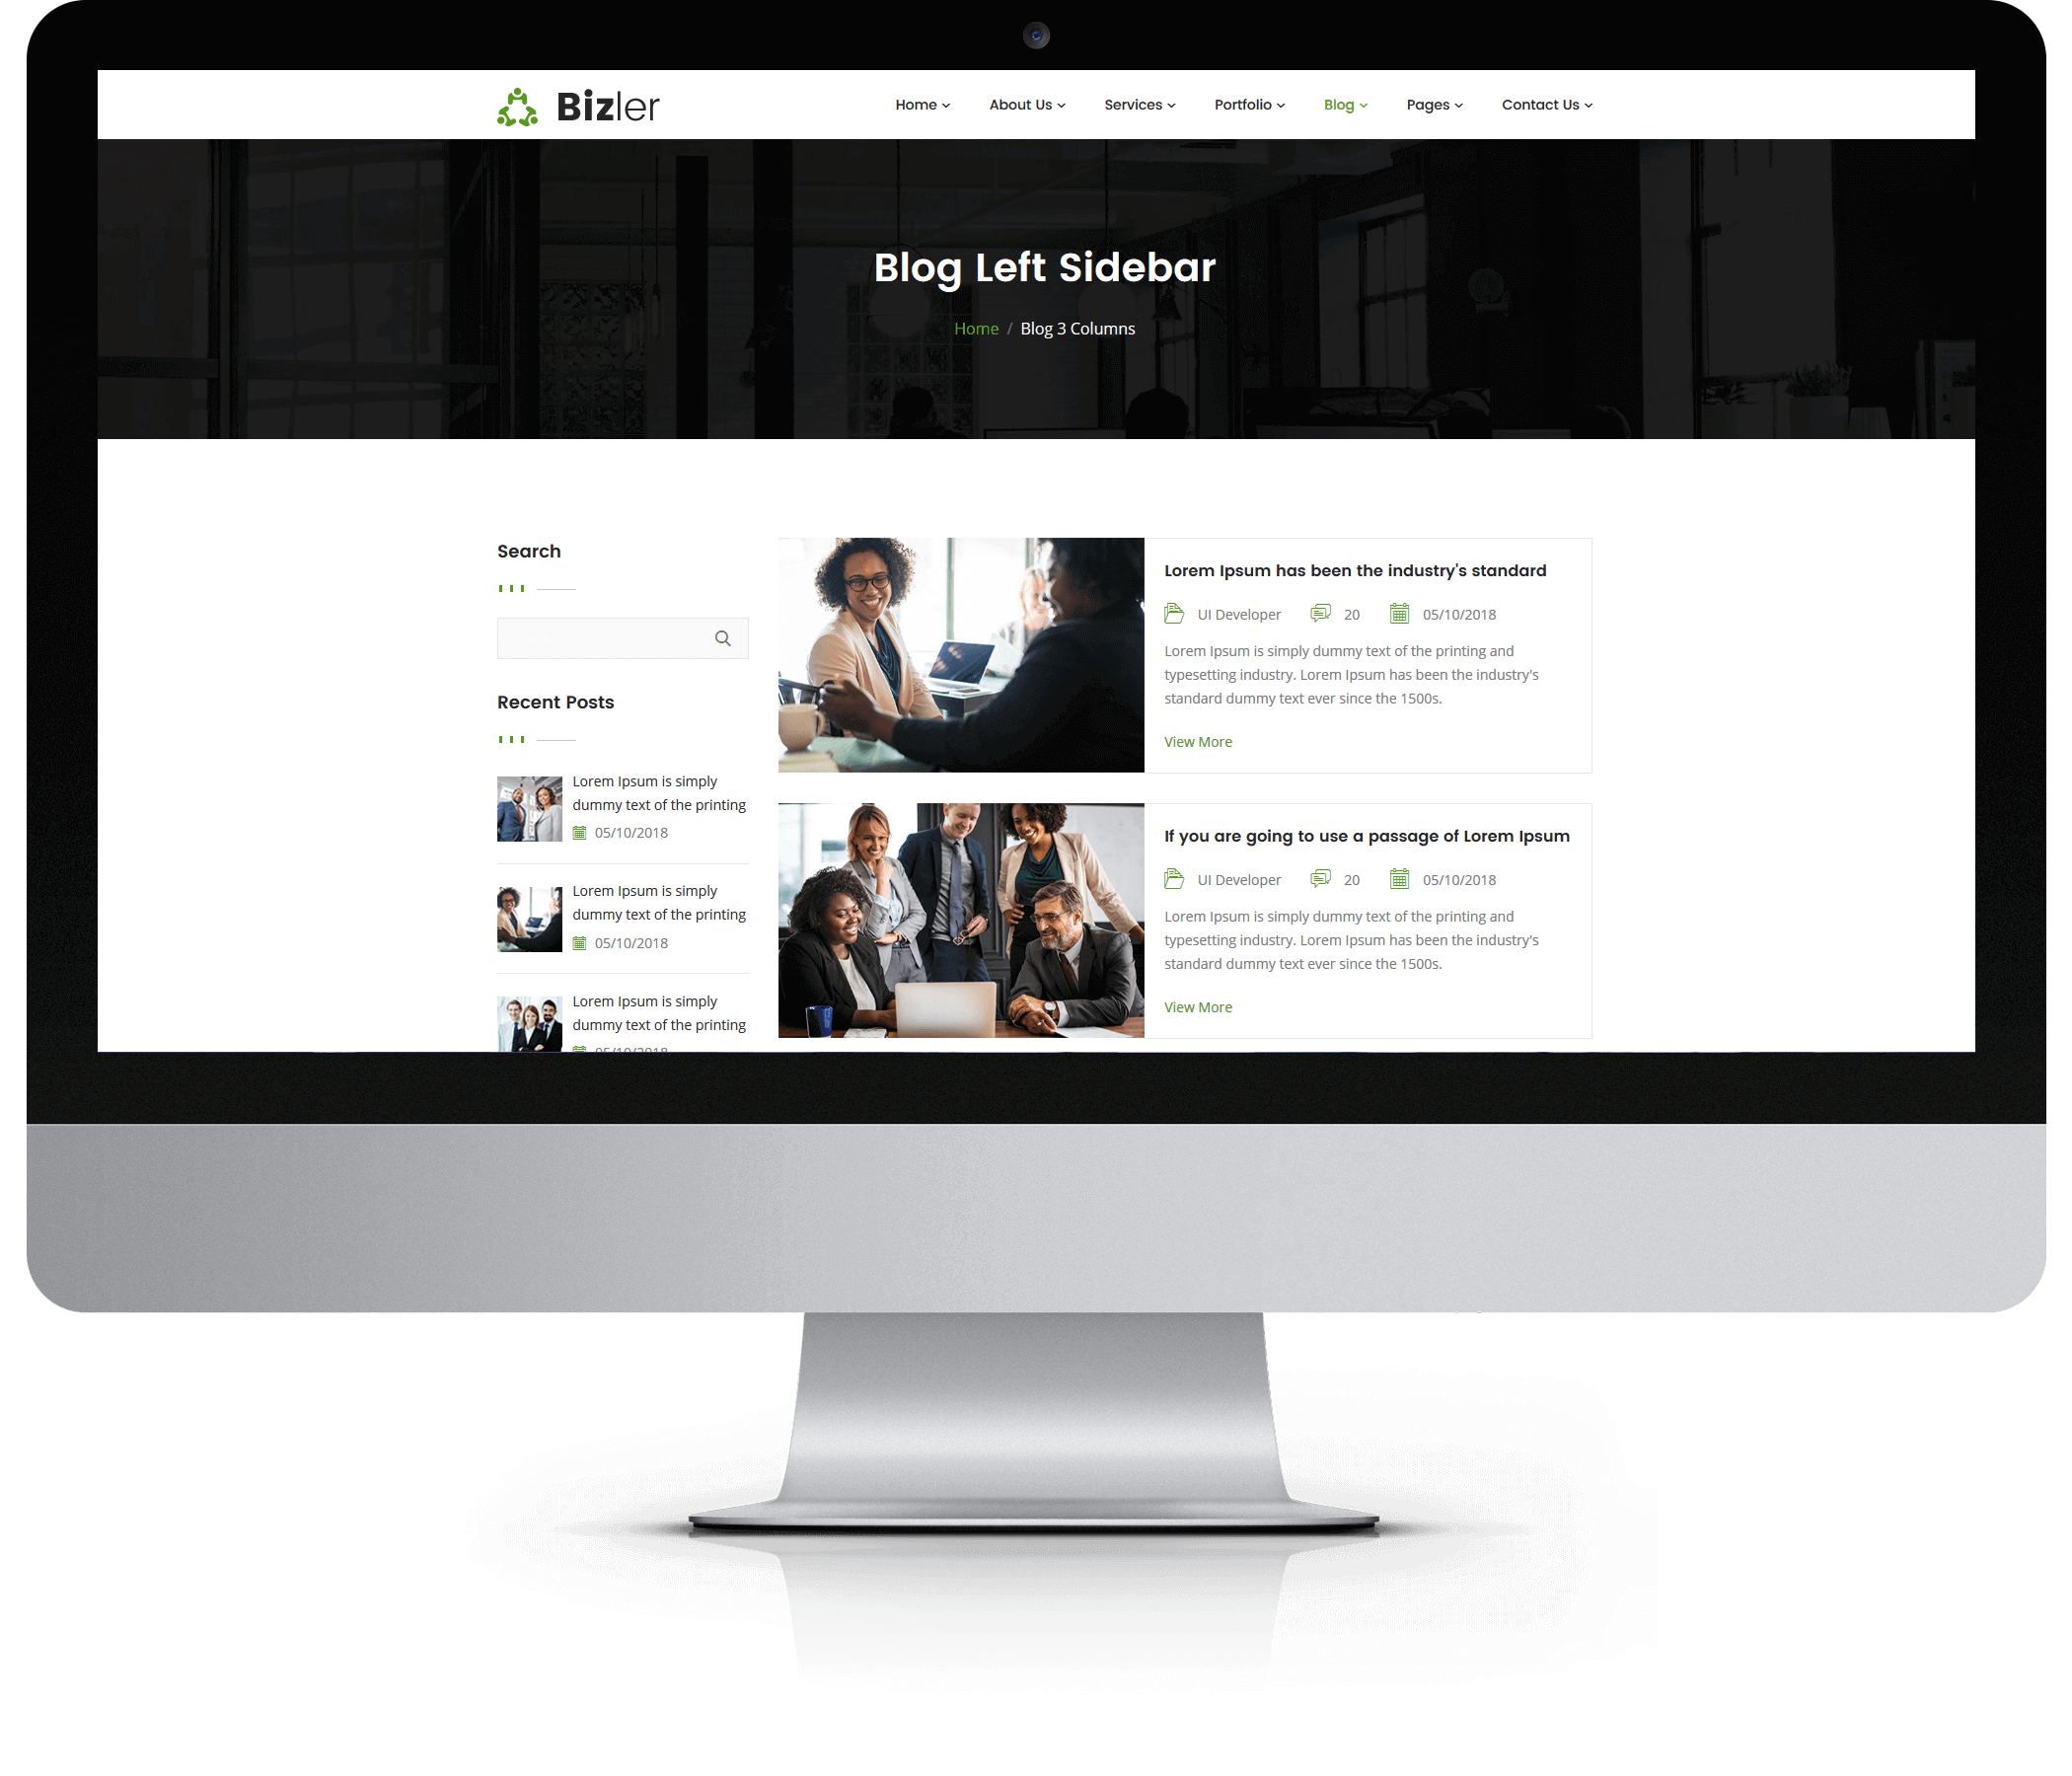 Bizler
Home About Us Services Portfolio Blog Pages Contact Us
Blog Left Sidebar
Home / Blog 3 Columns
Search
Recent Posts
Lorem Ipsum is simply
dummy text of the printing
05/10/2018
Lorem Ipsum is simply
dummy text of the printing
05/10/2018
Lorem Ipsum is simply
dummy text of the printing
05/10/2018
Lorem Ipsum has been the industry's standard
UI Developer 20 05/10/2018
Lorem Ipsum is simply dummy text of the printing and
typesetting industry. Lorem Ipsum has been the industry's
standard dummy text ever since the 1500s.
View More
If you are going to use a passage of Lorem Ipsum
UI Developer 20 05/10/2018
Lorem Ipsum is simply dummy text of the printing and
typesetting industry. Lorem Ipsum has been the industry's
standard dummy text ever since the 1500s.
View More